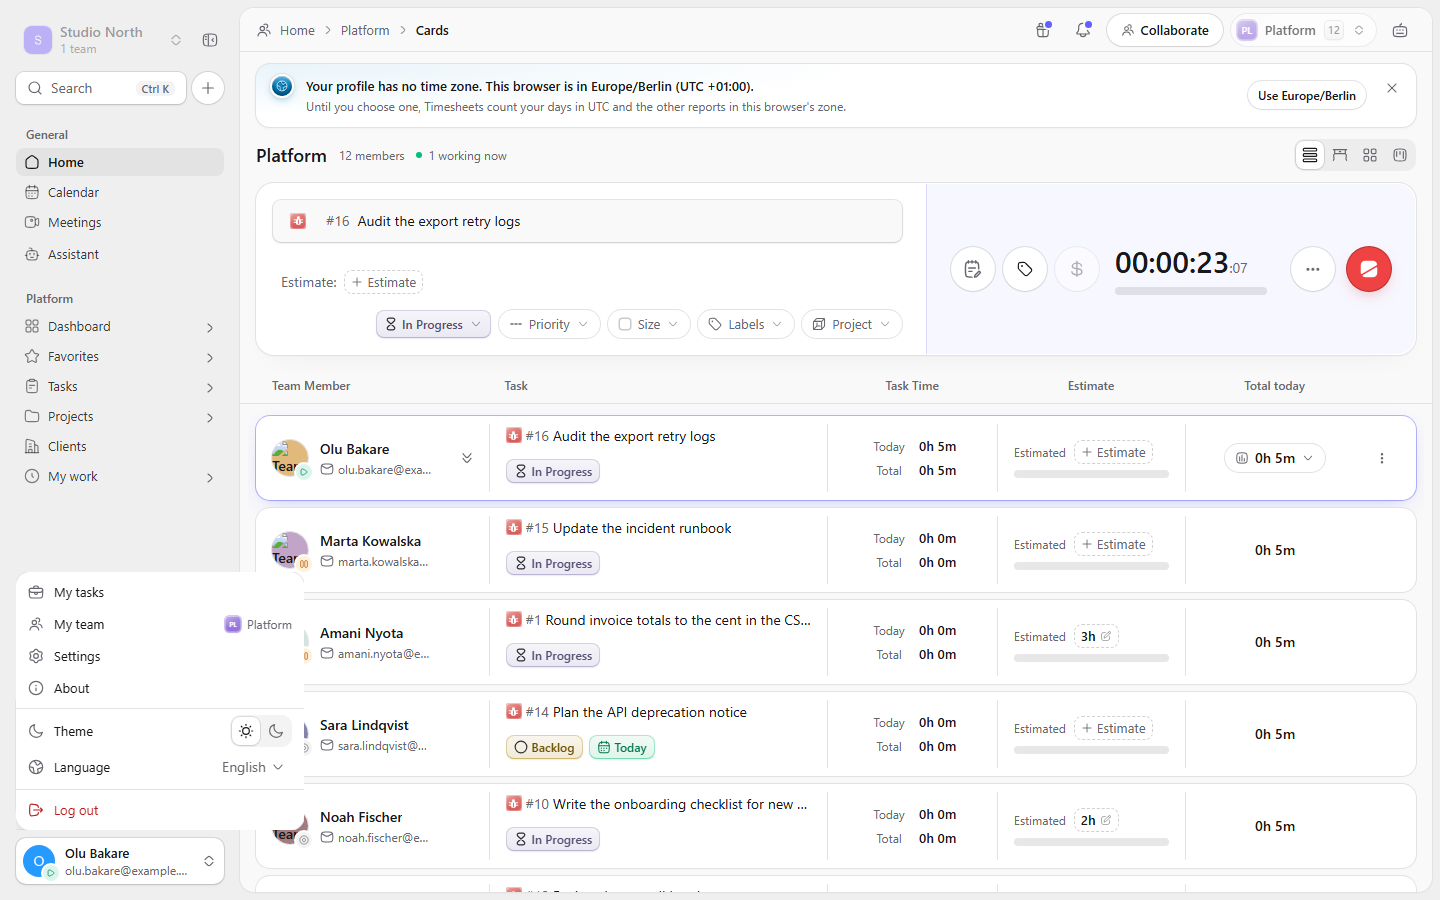 S
Studio North
1 team
Search
Ctrl K
General
Home
Calendar
Meetings
Assistant
Platform
Dashboard
Favorites
Tasks
Projects
Clients
My work
My tasks
My team
PL Platform
Settings
About
Theme
Language
English
Log out
O
Olu Bakare
olu.bakare@example....
Home
Platform
Cards
Collaborate
PL Platform 12
Your profile has no time zone. This browser is in Europe/Berlin (UTC +01:00).
Until you choose one, Timesheets count your days in UTC and the other reports in this browser's zone.
Use Europe/Berlin
Platform
12 members
1 working now
#16 Audit the export retry logs
Estimate:
+ Estimate
In Progress
Priority
Size
Labels
Project
$
00:00:23:07
Team Member
Task
Task Time
Estimate
Total today
Olu Bakare
olu.bakare@exa...
#16 Audit the export retry logs
In Progress
Today 0h 5m
Total 0h 5m
Estimated + Estimate
0h 5m
Marta Kowalska
marta.kowalska...
#15 Update the incident runbook
In Progress
Today 0h 0m
Total 0h 0m
Estimated + Estimate
0h 5m
Amani Nyota
amani.nyota@e...
#1 Round invoice totals to the cent in the CS...
In Progress
Today 0h 0m
Total 0h 0m
Estimated 3h
0h 5m
Sara Lindqvist
sara.lindqvist@...
#14 Plan the API deprecation notice
Backlog
Today
Today 0h 0m
Total 0h 0m
Estimated + Estimate
0h 5m
Noah Fischer
noah.fischer@e...
#10 Write the onboarding checklist for new ...
In Progress
Today 0h 0m
Total 0h 0m
Estimated 2h
0h 5m